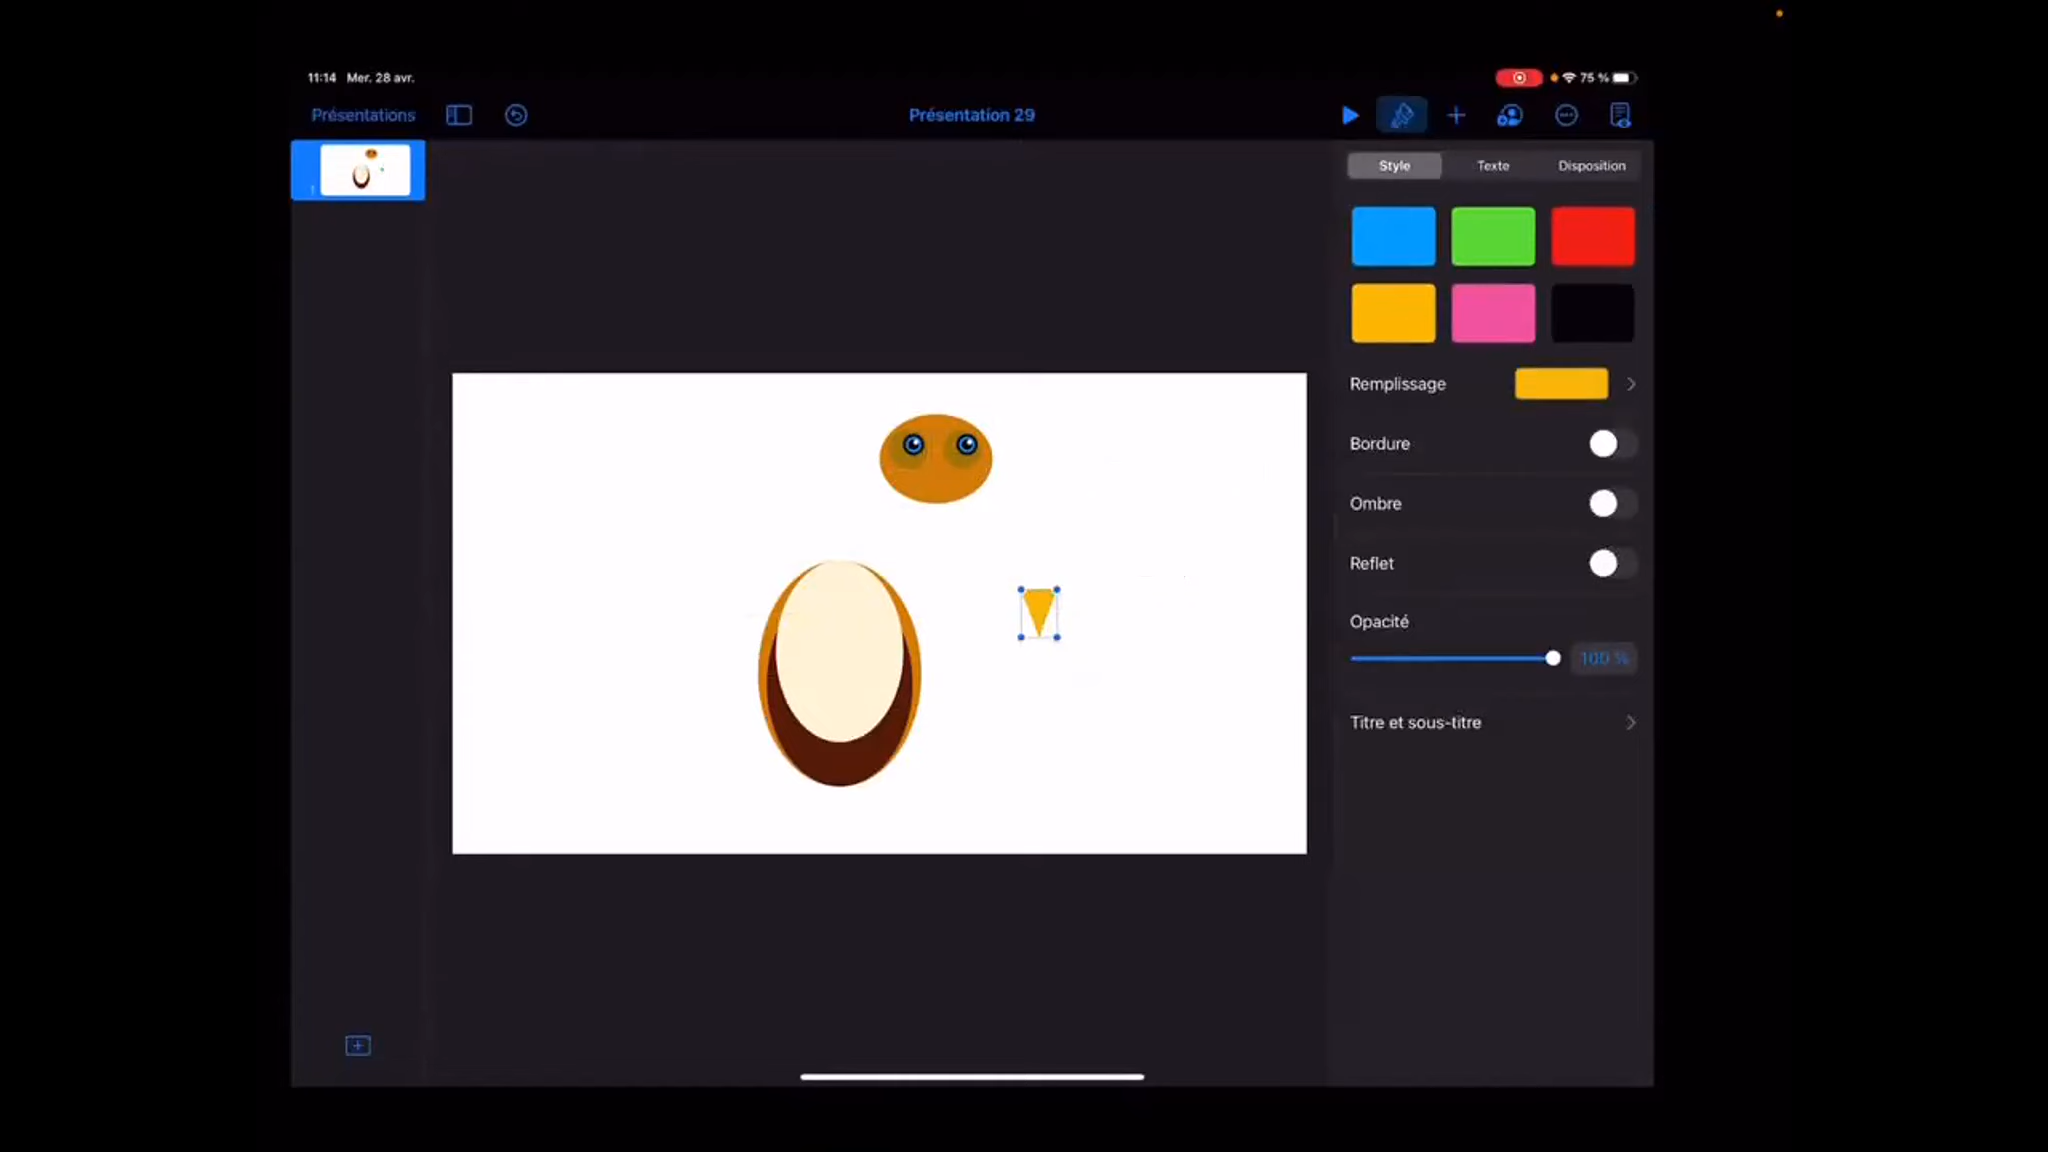 11:14 Mer. 28 avr.
75 %
Présentations
Présentation 29
1
Style
Texte
Disposition
Remplissage
Bordure
Ombre
Reflet
Opacité
100 %
Titre et sous-titre